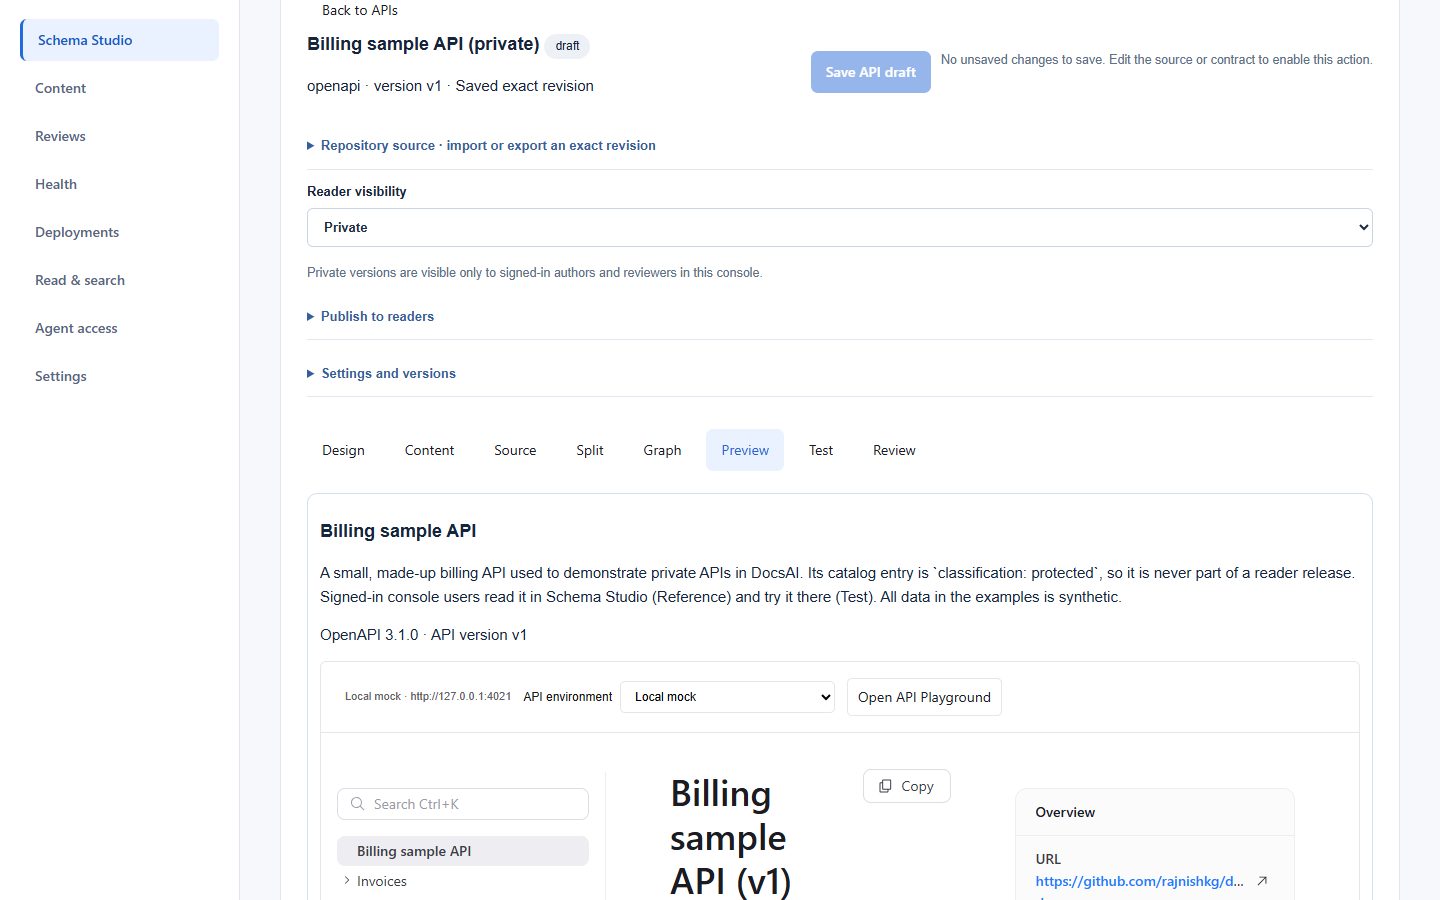 Schema Studio
Content
Reviews
Health
Deployments
Read & search
Agent access
Settings
Back to APIs
Billing sample API (private) draft
openapi · version v1 · Saved exact revision
Save API draft
No unsaved changes to save. Edit the source or contract to enable this action.
Repository source · import or export an exact revision
Reader visibility
Private
Private versions are visible only to signed-in authors and reviewers in this console.
Publish to readers
Settings and versions
Design Content Source Split Graph Preview Test Review
Billing sample API
A small, made-up billing API used to demonstrate private APIs in DocsAI. Its catalog entry is `classification: protected`, so it is never part of a reader release.
Signed-in console users read it in Schema Studio (Reference) and try it there (Test). All data in the examples is synthetic.
OpenAPI 3.1.0 · API version v1
Local mock · http://127.0.0.1:4021 API environment Local mock Open API Playground
Search Ctrl+K
Billing sample API
Invoices
Billing
sample
API (v1)
Copy
Overview
URL
https://github.com/rajnishkg/d...